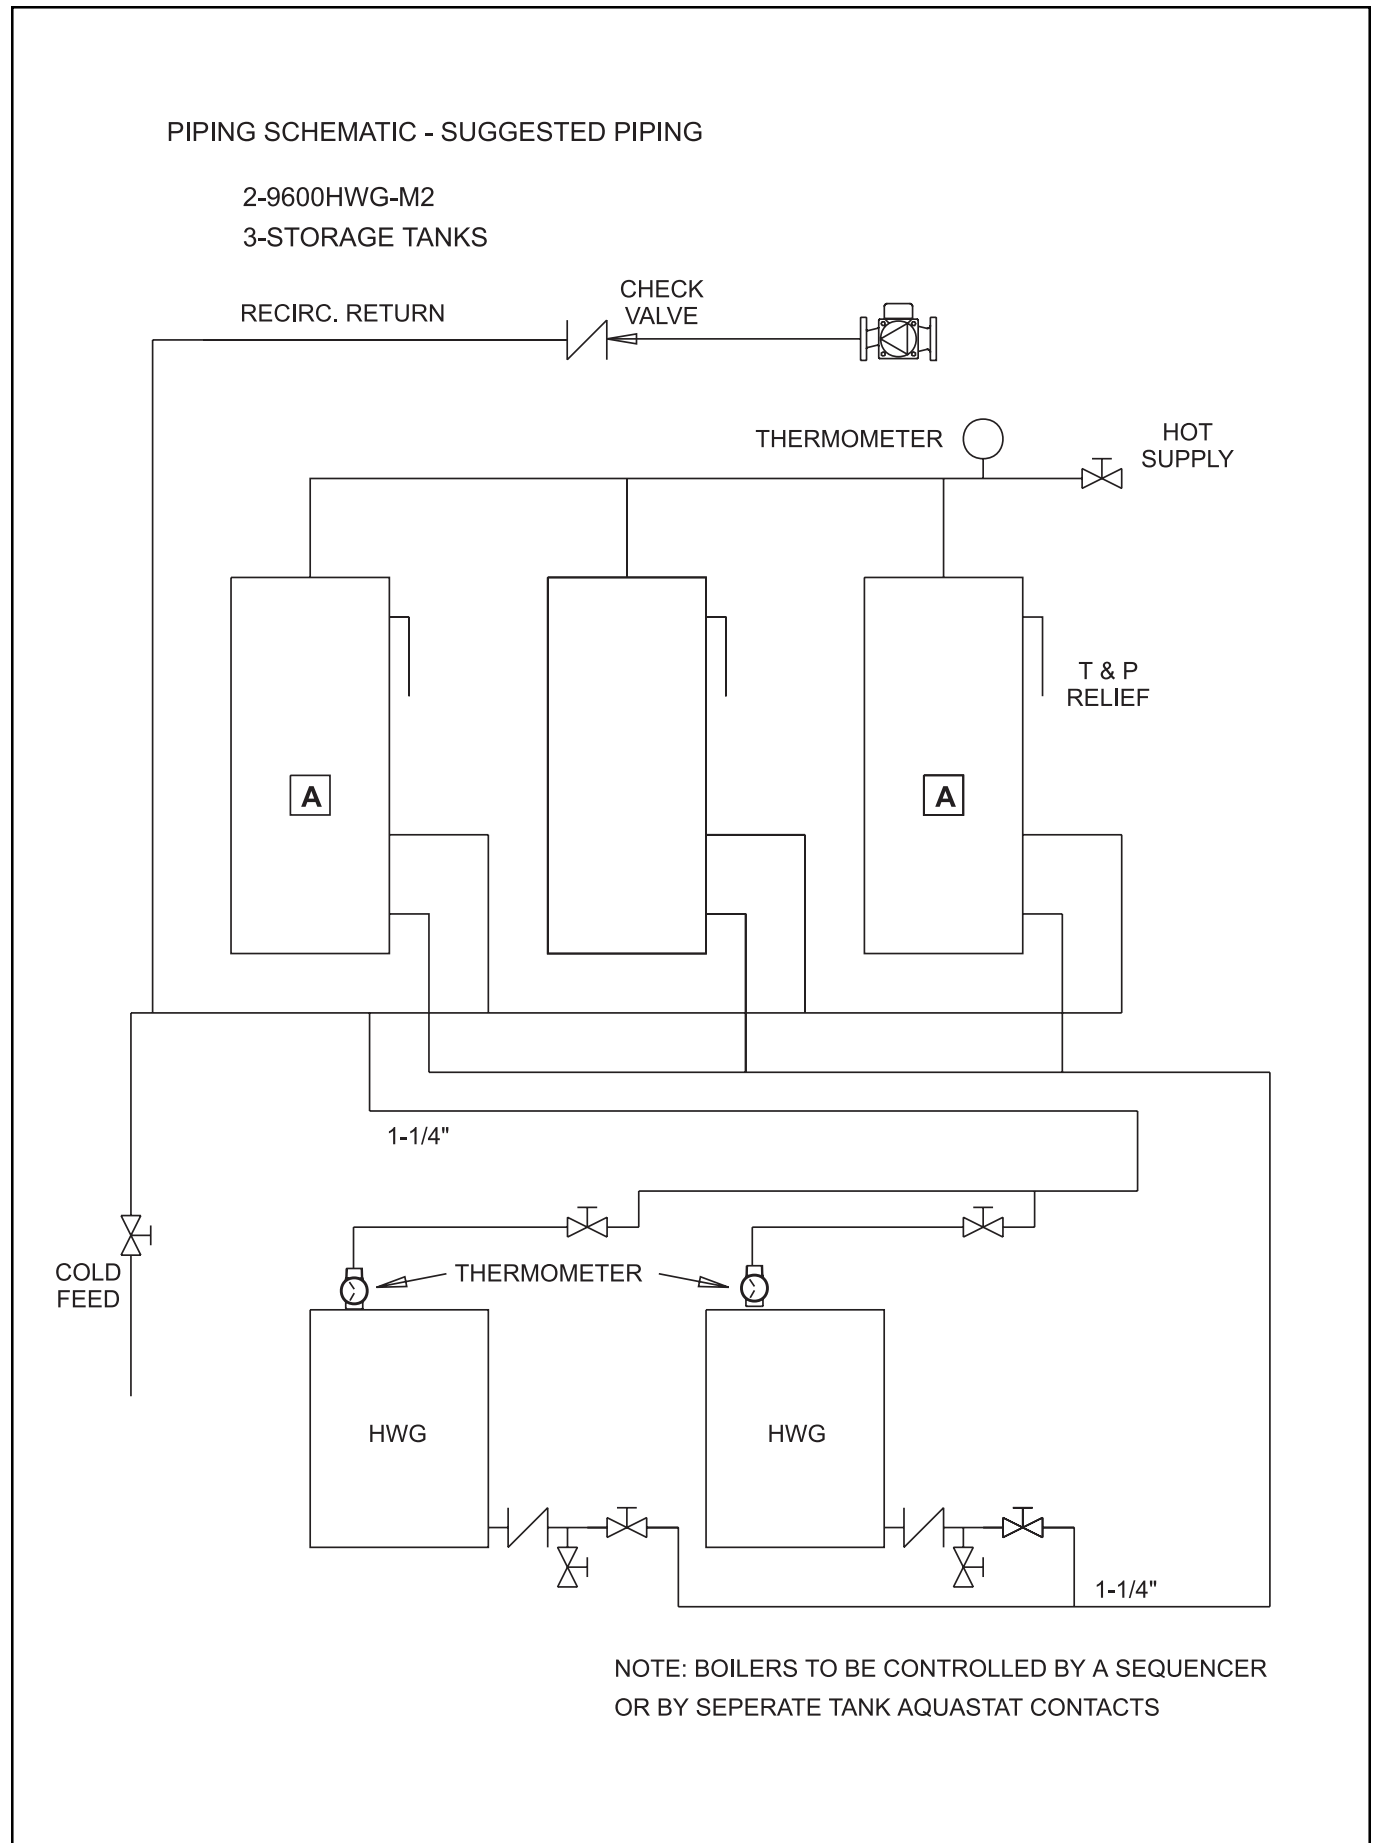 PIPING SCHEMATIC - SUGGESTED PIPING
2-9600HWG-M2
3-STORAGE TANKS
RECIRC. RETURN
CHECK
VALVE
THERMOMETER
HOT
SUPPLY
T & P
RELIEF
A
A
1-1/4"
COLD
FEED
THERMOMETER
HWG
HWG
1-1/4"
NOTE: BOILERS TO BE CONTROLLED BY A SEQUENCER
OR BY SEPERATE TANK AQUASTAT CONTACTS